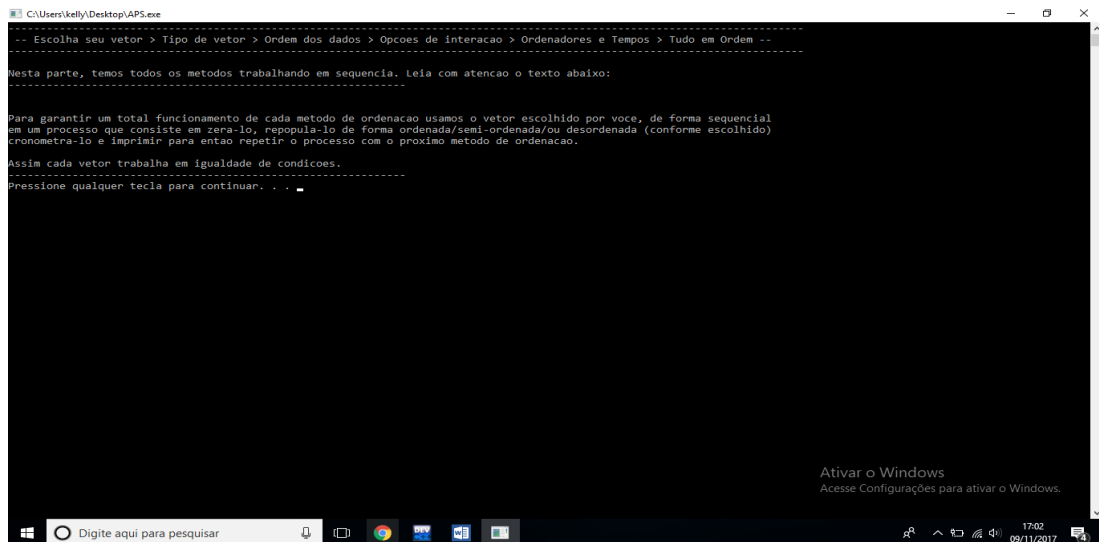 C:\Users\kelly\Desktop\APS.exe
-- Escolha seu vetor > Tipo de vetor > Ordem dos dados > Opcoes de interacao > Ordenadores e Tempos > Tudo em Ordem --
Nesta parte, temos todos os metodos trabalhando em sequencia. Leia com atencao o texto abaixo:
Para garantir um total funcionamento de cada metodo de ordenacao usamos o vetor escolhido por voce, de forma sequencial
em um processo que consiste em zera-lo, repopula-lo de forma ordenada/semi-ordenada/ou desordenada (conforme escolhido)
cronometra-lo e imprimir para entao repetir o processo com o proximo metodo de ordenacao.
Assim cada vetor trabalha em igualdade de condicoes.
Pressione qualquer tecla para continuar. . .
Ativar o Windows
Acesse Configurações para ativar o Windows.
Digite aqui para pesquisar
DEV
17:02
09/11/2017
4